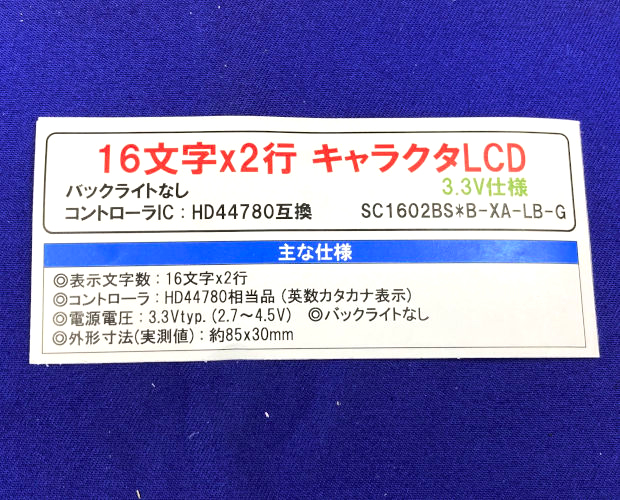 16文字x2行 キャラクタLCD
バックライトなし 3.3V仕様
コントローラIC：HD44780互換 SC1602BS*B-XA-LB-G
主な仕様
◎表示文字数：16文字x2行
◎コントローラ：HD44780相当品 (英数カタカナ表示)
◎電源電圧：3.3Vtyp. (2.7～4.5V) ◎バックライトなし
◎外形寸法(実測値)：約85x30mm